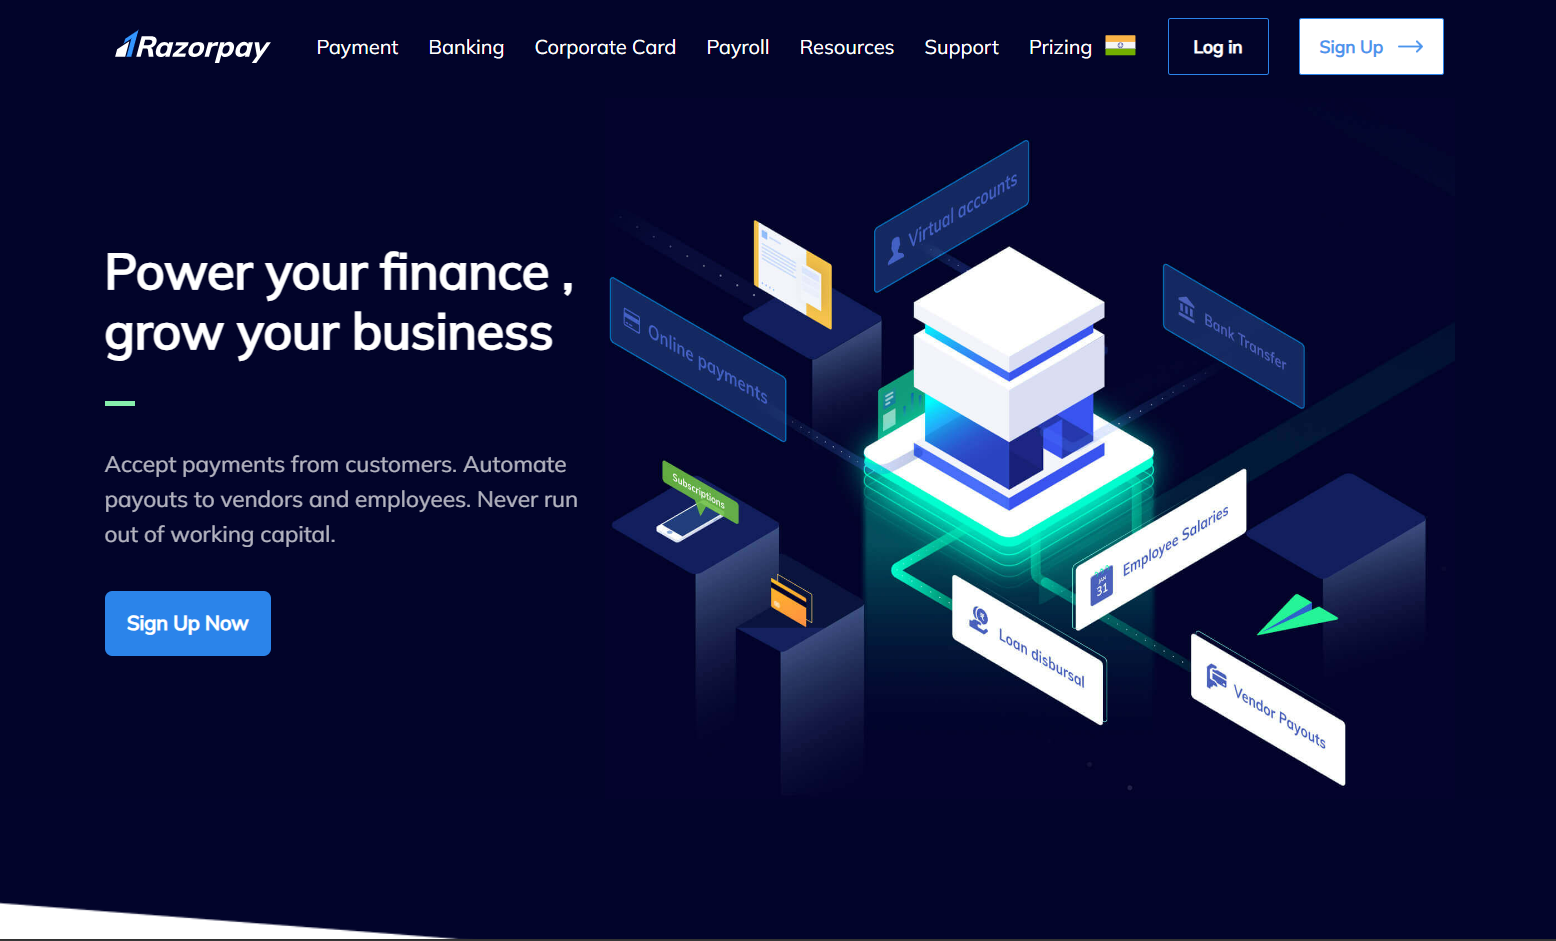 Razorpay
Payment
Banking
Corporate Card
Payroll
Resources
Support
Prizing
Log in
Sign Up
Power your finance ,
grow your business
Accept payments from customers. Automate
payouts to vendors and employees. Never run
out of working capital.
Sign Up Now
Virtual accounts
Online payments
Bank Transfer
Subscriptions
Employee Salaries
JAN
31
Loan disbursal
Vendor Payouts